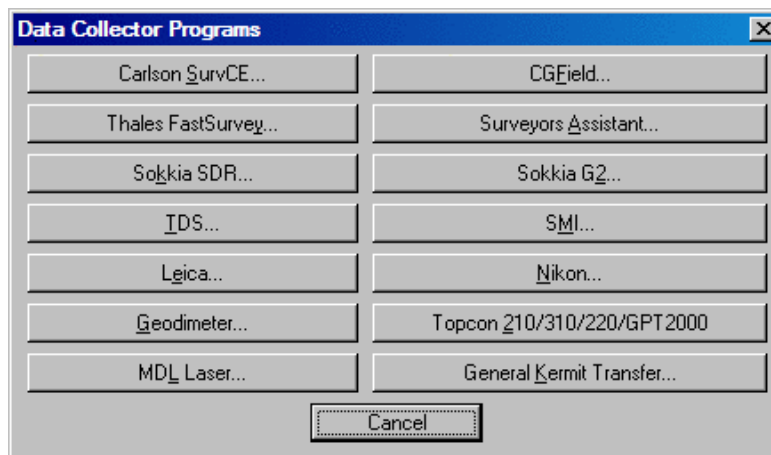 Data Collector Programs
Carlson SurvCE...
CGField...
Thales FastSurvey...
Surveyors Assistant...
Sokkia SDR...
Sokkia G2...
TDS...
SMI...
Leica...
Nikon...
Geodimeter...
Topcon 210/310/220/GPT2000
MDL Laser...
General Kermit Transfer...
Cancel